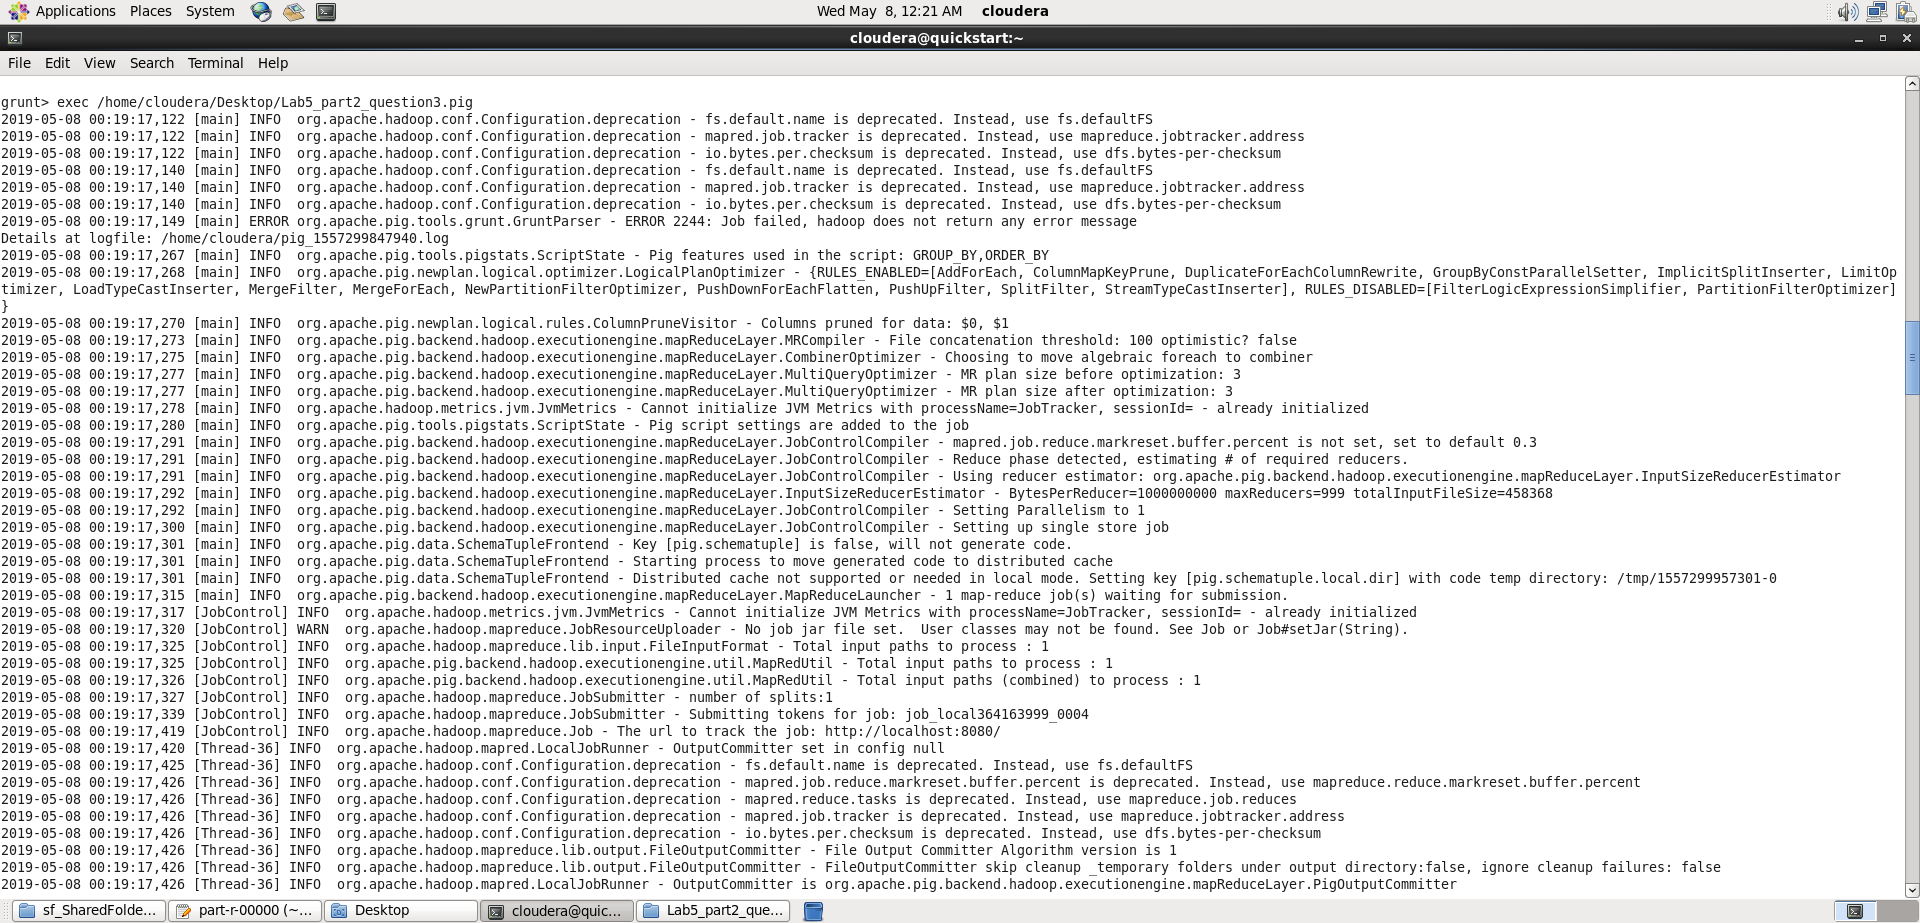 Applications Places System Wed May 8, 12:21 AM cloudera
cloudera@quickstart:~
File Edit View Search Terminal Help
grunt> exec /home/cloudera/Desktop/Lab5_part2_question3.pig
2019-05-08 00:19:17,122 [main] INFO  org.apache.hadoop.conf.Configuration.deprecation - fs.default.name is deprecated. Instead, use fs.defaultFS
2019-05-08 00:19:17,122 [main] INFO  org.apache.hadoop.conf.Configuration.deprecation - mapred.job.tracker is deprecated. Instead, use mapreduce.jobtracker.address
2019-05-08 00:19:17,122 [main] INFO  org.apache.hadoop.conf.Configuration.deprecation - io.bytes.per.checksum is deprecated. Instead, use dfs.bytes-per-checksum
2019-05-08 00:19:17,140 [main] INFO  org.apache.hadoop.conf.Configuration.deprecation - fs.default.name is deprecated. Instead, use fs.defaultFS
2019-05-08 00:19:17,140 [main] INFO  org.apache.hadoop.conf.Configuration.deprecation - mapred.job.tracker is deprecated. Instead, use mapreduce.jobtracker.address
2019-05-08 00:19:17,140 [main] INFO  org.apache.hadoop.conf.Configuration.deprecation - io.bytes.per.checksum is deprecated. Instead, use dfs.bytes-per-checksum
2019-05-08 00:19:17,149 [main] ERROR org.apache.pig.tools.grunt.GruntParser - ERROR 2244: Job failed, hadoop does not return any error message
Details at logfile: /home/cloudera/pig_1557299847940.log
2019-05-08 00:19:17,267 [main] INFO  org.apache.pig.tools.pigstats.ScriptState - Pig features used in the script: GROUP_BY,ORDER_BY
2019-05-08 00:19:17,268 [main] INFO  org.apache.pig.newplan.logical.optimizer.LogicalPlanOptimizer - {RULES_ENABLED=[AddForEach, ColumnMapKeyPrune, DuplicateForEachColumnRewrite, GroupByConstParallelSetter, ImplicitSplitInserter, LimitOp
timizer, LoadTypeCastInserter, MergeFilter, MergeForEach, NewPartitionFilterOptimizer, PushDownForEachFlatten, PushUpFilter, SplitFilter, StreamTypeCastInserter], RULES_DISABLED=[FilterLogicExpressionSimplifier, PartitionFilterOptimizer]
}
2019-05-08 00:19:17,270 [main] INFO  org.apache.pig.newplan.logical.rules.ColumnPruneVisitor - Columns pruned for data: $0, $1
2019-05-08 00:19:17,273 [main] INFO  org.apache.pig.backend.hadoop.executionengine.mapReduceLayer.MRCompiler - File concatenation threshold: 100 optimistic? false
2019-05-08 00:19:17,275 [main] INFO  org.apache.pig.backend.hadoop.executionengine.mapReduceLayer.CombinerOptimizer - Choosing to move algebraic foreach to combiner
2019-05-08 00:19:17,277 [main] INFO  org.apache.pig.backend.hadoop.executionengine.mapReduceLayer.MultiQueryOptimizer - MR plan size before optimization: 3
2019-05-08 00:19:17,277 [main] INFO  org.apache.pig.backend.hadoop.executionengine.mapReduceLayer.MultiQueryOptimizer - MR plan size after optimization: 3
2019-05-08 00:19:17,278 [main] INFO  org.apache.hadoop.metrics.jvm.JvmMetrics - Cannot initialize JVM Metrics with processName=JobTracker, sessionId= - already initialized
2019-05-08 00:19:17,280 [main] INFO  org.apache.pig.tools.pigstats.ScriptState - Pig script settings are added to the job
2019-05-08 00:19:17,291 [main] INFO  org.apache.pig.backend.hadoop.executionengine.mapReduceLayer.JobControlCompiler - mapred.job.reduce.markreset.buffer.percent is not set, set to default 0.3
2019-05-08 00:19:17,291 [main] INFO  org.apache.pig.backend.hadoop.executionengine.mapReduceLayer.JobControlCompiler - Reduce phase detected, estimating # of required reducers.
2019-05-08 00:19:17,291 [main] INFO  org.apache.pig.backend.hadoop.executionengine.mapReduceLayer.JobControlCompiler - Using reducer estimator: org.apache.pig.backend.hadoop.executionengine.mapReduceLayer.InputSizeReducerEstimator
2019-05-08 00:19:17,292 [main] INFO  org.apache.pig.backend.hadoop.executionengine.mapReduceLayer.InputSizeReducerEstimator - BytesPerReducer=1000000000 maxReducers=999 totalInputFileSize=458368
2019-05-08 00:19:17,292 [main] INFO  org.apache.pig.backend.hadoop.executionengine.mapReduceLayer.JobControlCompiler - Setting Parallelism to 1
2019-05-08 00:19:17,300 [main] INFO  org.apache.pig.backend.hadoop.executionengine.mapReduceLayer.JobControlCompiler - Setting up single store job
2019-05-08 00:19:17,301 [main] INFO  org.apache.pig.data.SchemaTupleFrontend - Key [pig.schematuple] is false, will not generate code.
2019-05-08 00:19:17,301 [main] INFO  org.apache.pig.data.SchemaTupleFrontend - Starting process to move generated code to distributed cache
2019-05-08 00:19:17,301 [main] INFO  org.apache.pig.data.SchemaTupleFrontend - Distributed cache not supported or needed in local mode. Setting key [pig.schematuple.local.dir] with code temp directory: /tmp/1557299957301-0
2019-05-08 00:19:17,315 [main] INFO  org.apache.pig.backend.hadoop.executionengine.mapReduceLayer.MapReduceLauncher - 1 map-reduce job(s) waiting for submission.
2019-05-08 00:19:17,317 [JobControl] INFO  org.apache.hadoop.metrics.jvm.JvmMetrics - Cannot initialize JVM Metrics with processName=JobTracker, sessionId= - already initialized
2019-05-08 00:19:17,320 [JobControl] WARN  org.apache.hadoop.mapreduce.JobResourceUploader - No job jar file set.  User classes may not be found. See Job or Job#setJar(String).
2019-05-08 00:19:17,325 [JobControl] INFO  org.apache.hadoop.mapreduce.lib.input.FileInputFormat - Total input paths to process : 1
2019-05-08 00:19:17,325 [JobControl] INFO  org.apache.pig.backend.hadoop.executionengine.util.MapRedUtil - Total input paths to process : 1
2019-05-08 00:19:17,326 [JobControl] INFO  org.apache.pig.backend.hadoop.executionengine.util.MapRedUtil - Total input paths (combined) to process : 1
2019-05-08 00:19:17,327 [JobControl] INFO  org.apache.hadoop.mapreduce.JobSubmitter - number of splits:1
2019-05-08 00:19:17,339 [JobControl] INFO  org.apache.hadoop.mapreduce.JobSubmitter - Submitting tokens for job: job_local364163999_0004
2019-05-08 00:19:17,419 [JobControl] INFO  org.apache.hadoop.mapreduce.Job - The url to track the job: http://localhost:8080/
2019-05-08 00:19:17,420 [Thread-36] INFO  org.apache.hadoop.mapred.LocalJobRunner - OutputCommitter set in config null
2019-05-08 00:19:17,425 [Thread-36] INFO  org.apache.hadoop.conf.Configuration.deprecation - fs.default.name is deprecated. Instead, use fs.defaultFS
2019-05-08 00:19:17,426 [Thread-36] INFO  org.apache.hadoop.conf.Configuration.deprecation - mapred.job.reduce.markreset.buffer.percent is deprecated. Instead, use mapreduce.reduce.markreset.buffer.percent
2019-05-08 00:19:17,426 [Thread-36] INFO  org.apache.hadoop.conf.Configuration.deprecation - mapred.reduce.tasks is deprecated. Instead, use mapreduce.job.reduces
2019-05-08 00:19:17,426 [Thread-36] INFO  org.apache.hadoop.conf.Configuration.deprecation - mapred.job.tracker is deprecated. Instead, use mapreduce.jobtracker.address
2019-05-08 00:19:17,426 [Thread-36] INFO  org.apache.hadoop.conf.Configuration.deprecation - io.bytes.per.checksum is deprecated. Instead, use dfs.bytes-per-checksum
2019-05-08 00:19:17,426 [Thread-36] INFO  org.apache.hadoop.mapreduce.lib.output.FileOutputCommitter - File Output Committer Algorithm version is 1
2019-05-08 00:19:17,426 [Thread-36] INFO  org.apache.hadoop.mapreduce.lib.output.FileOutputCommitter - FileOutputCommitter skip cleanup _temporary folders under output directory:false, ignore cleanup failures: false
2019-05-08 00:19:17,426 [Thread-36] INFO  org.apache.hadoop.mapred.LocalJobRunner - OutputCommitter is org.apache.pig.backend.hadoop.executionengine.mapReduceLayer.PigOutputCommitter
sf_SharedFolde... part-r-00000 (~... Desktop cloudera@quic... Lab5_part2_que...